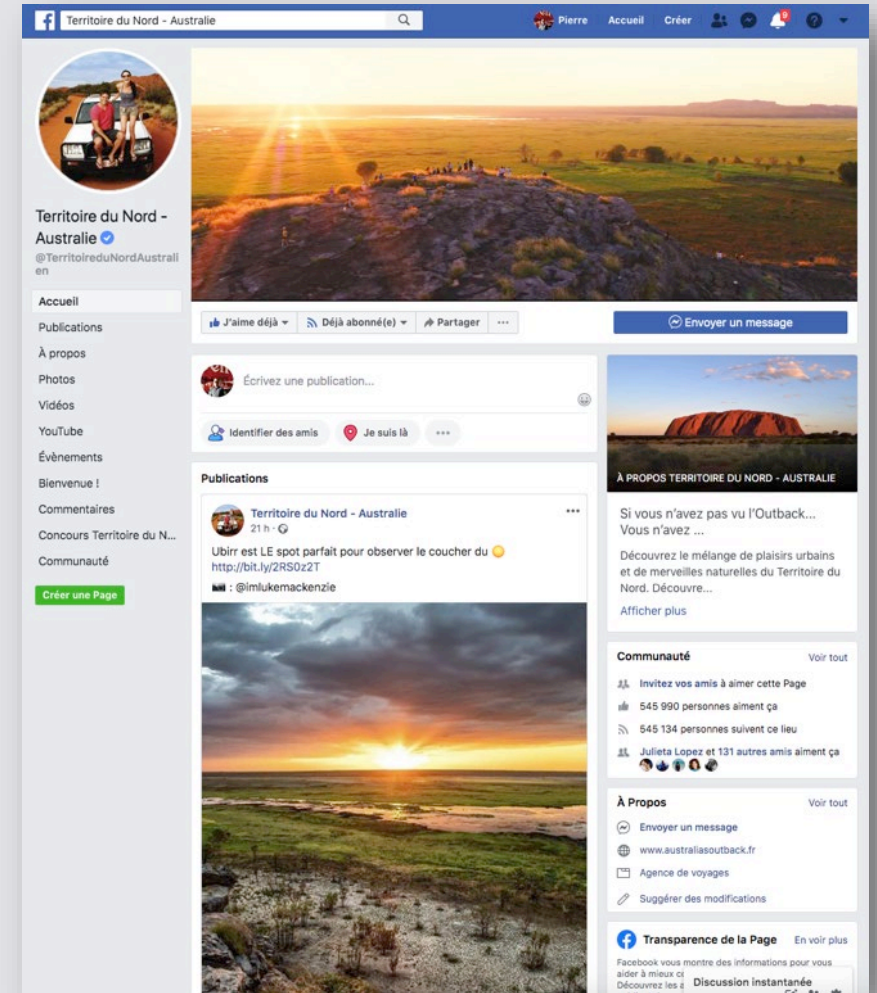 Territoire du Nord - Australie
Pierre Accueil Créer
9
Territoire du Nord -
Australie
@TerritoireduNordAustrali
en
Accueil
Publications
À propos
Photos
Vidéos
YouTube
Évènements
Bienvenue !
Commentaires
Concours Territoire du N...
Communauté
Créer une Page
J'aime déjà
Déjà abonné(e)
Partager
Envoyer un message
Écrivez une publication...
Identifier des amis
Je suis là
Publications
Territoire du Nord - Australie
21 h
Ubirr est LE spot parfait pour observer le coucher du
http://bit.ly/2RS0z2T
: @imlukemackenzie
À PROPOS TERRITOIRE DU NORD - AUSTRALIE
Si vous n'avez pas vu l'Outback...
Vous n'avez ...
Découvrez le mélange de plaisirs urbains
et de merveilles naturelles du Territoire du
Nord. Découvre...
Afficher plus
Communauté Voir tout
Invitez vos amis à aimer cette Page
545 990 personnes aiment ça
545 134 personnes suivent ce lieu
Julieta Lopez et 131 autres amis aiment ça
À Propos Voir tout
Envoyer un message
www.australiasoutback.fr
Agence de voyages
Suggérer des modifications
Transparence de la Page En voir plus
Facebook vous montre des informations pour vous
aider à mieux
Découvrez les
Discussion instantanée